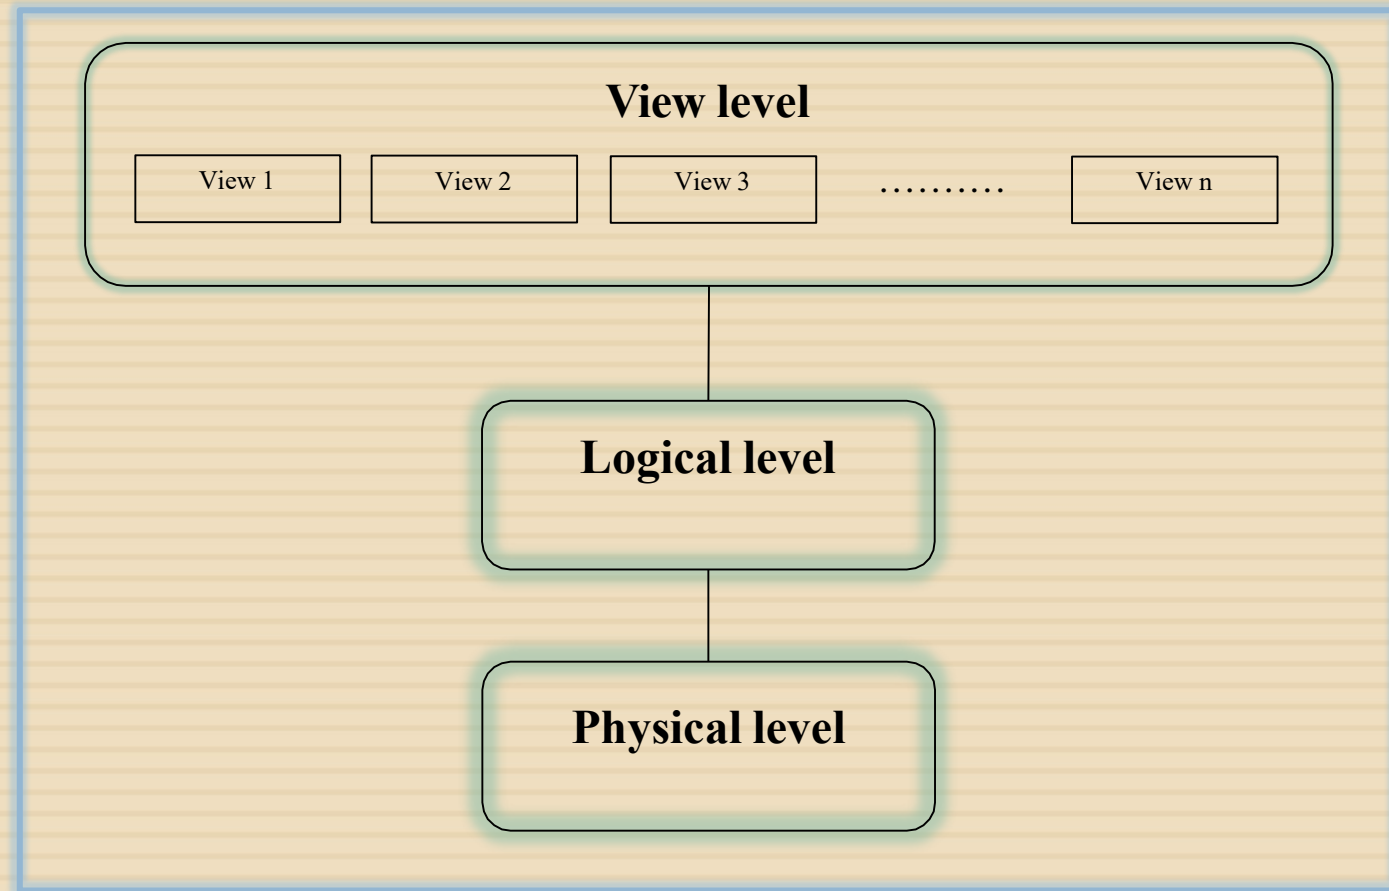 View level
View 1 View 2 View 3 .......... View n
Logical level
Physical level